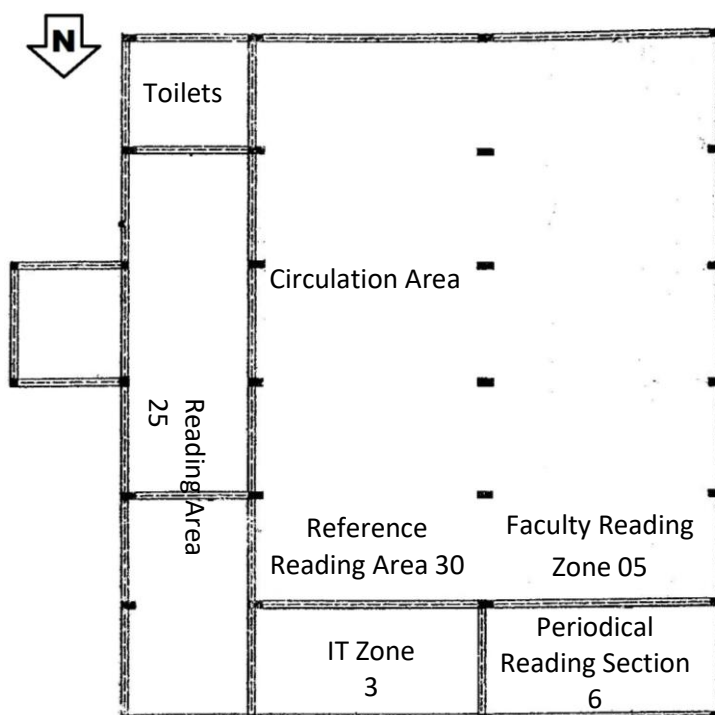 N
Toilets
Circulation Area
Reading Area
25
Reference
Reading Area 30
Faculty Reading
Zone 05
IT Zone
3
Periodical
Reading Section
6